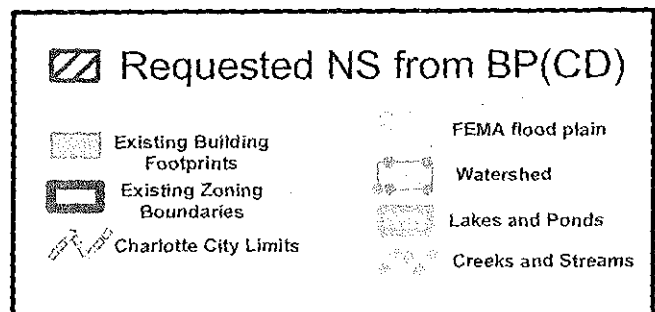 Requested NS from BP(CD)
Existing Building
Footprints
Existing Zoning
Boundaries
Charlotte City Limits
FEMA flood plain
Watershed
Lakes and Ponds
Creeks and Streams